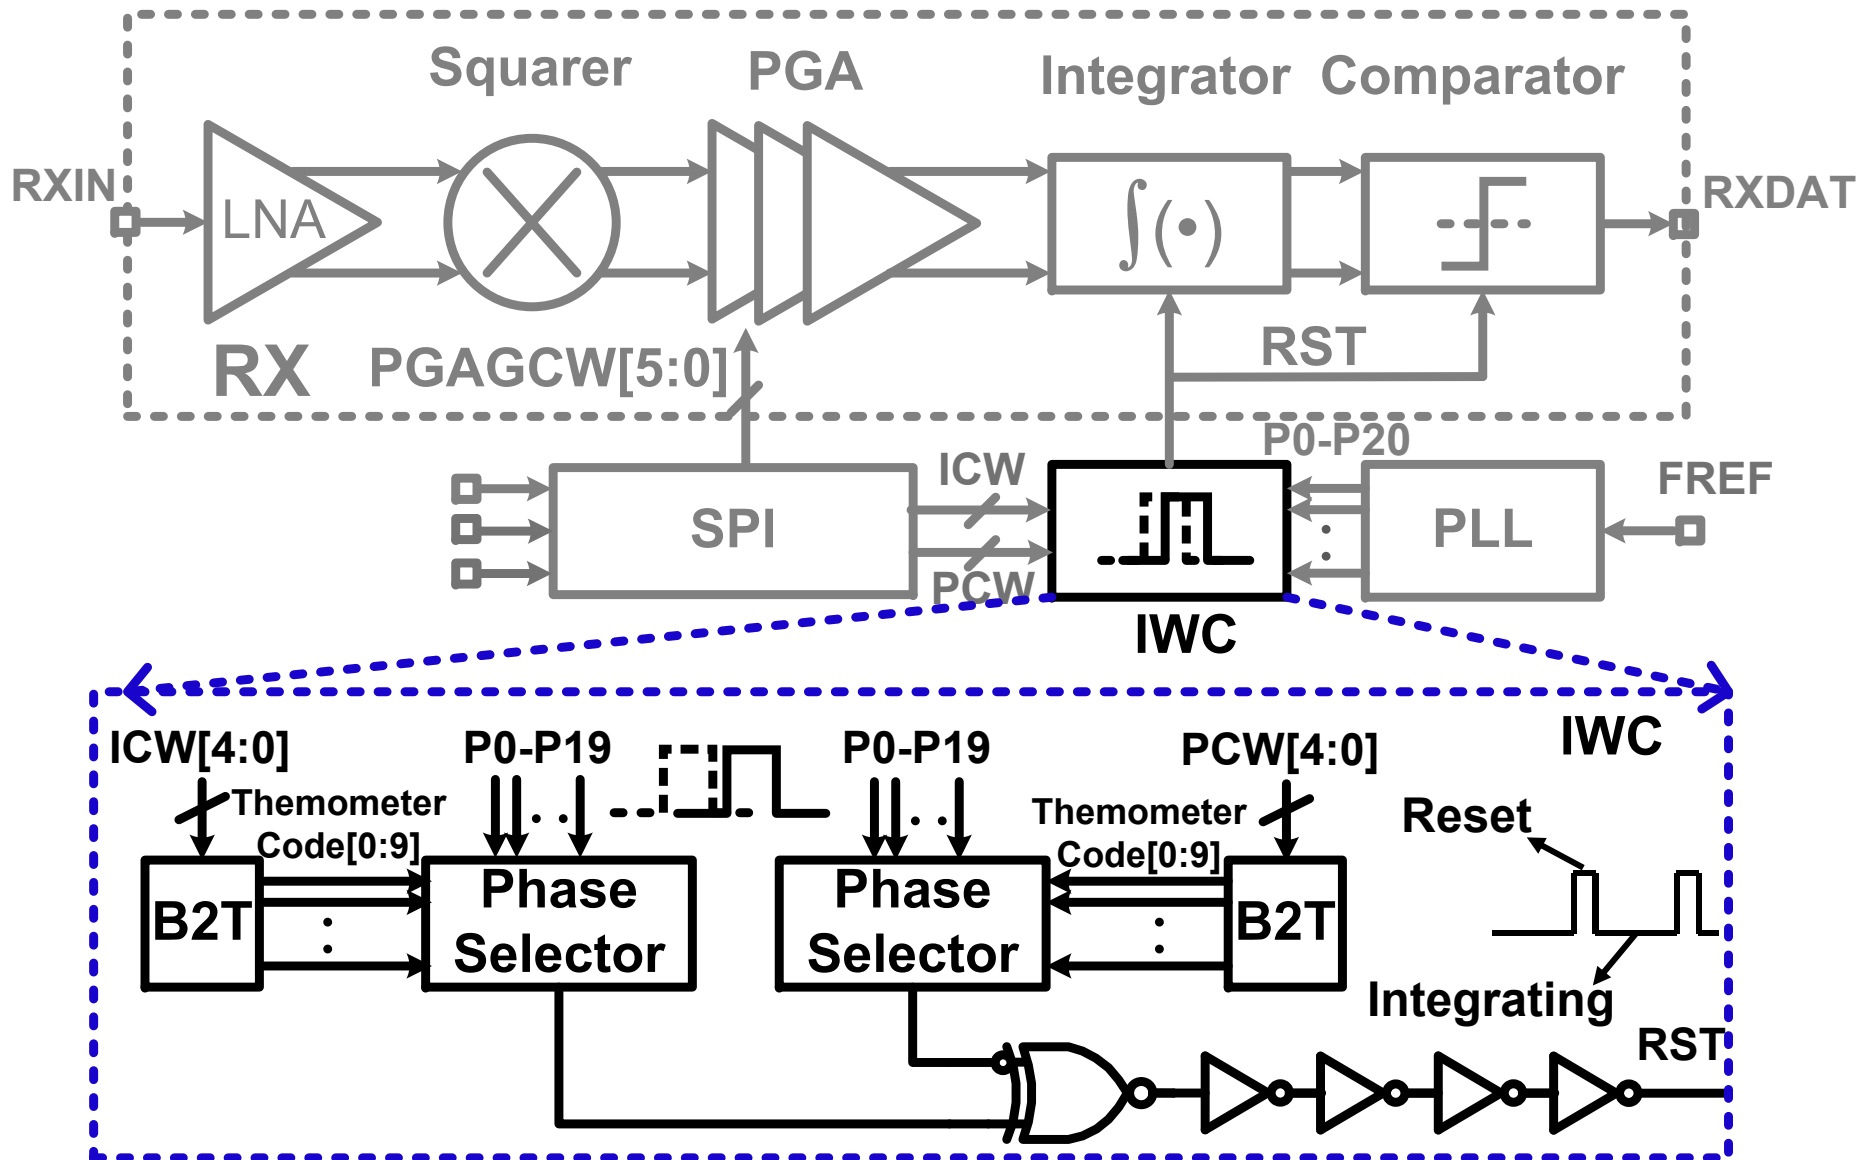 Squarer
PGA
Integrator
Comparator
RXIN
LNA
∫(•)
RXDAT
RX
PGAGCW[5:0]
RST
P0-P20
ICW
FREF
SPI
PLL
PCW
IWC
IWC
ICW[4:0]
P0-P19
P0-P19
PCW[4:0]
Themometer
Code[0:9]
Themometer
Code[0:9]
Reset
B2T
Phase
Selector
Phase
Selector
B2T
Integrating
RST